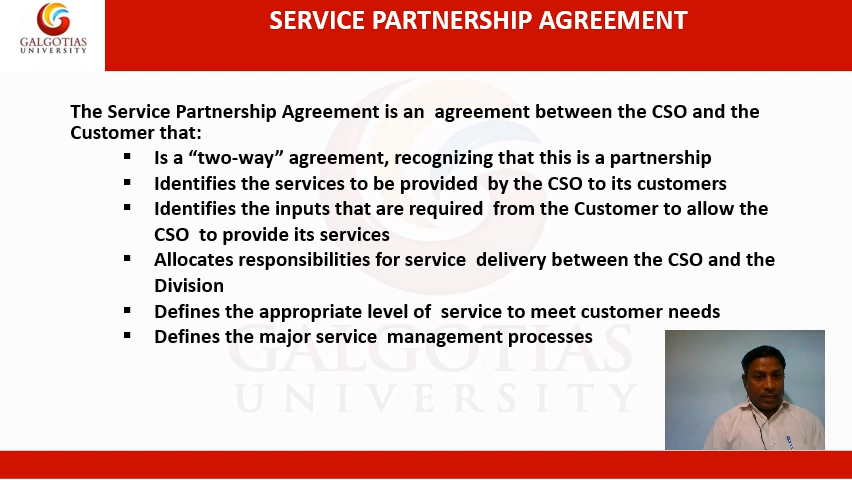 SERVICE PARTNERSHIP AGREEMENT
GALGOTIAS
UNIVERSITY
The Service Partnership Agreement is an agreement between the CSO and the
Customer that:
▪ Is a “two-way” agreement, recognizing that this is a partnership
▪ Identifies the services to be provided by the CSO to its customers
▪ Identifies the inputs that are required from the Customer to allow the
CSO to provide its services
▪ Allocates responsibilities for service delivery between the CSO and the
Division
▪ Defines the appropriate level of service to meet customer needs
▪ Defines the major service management processes
GALGOTIAS
UNIVERSITY